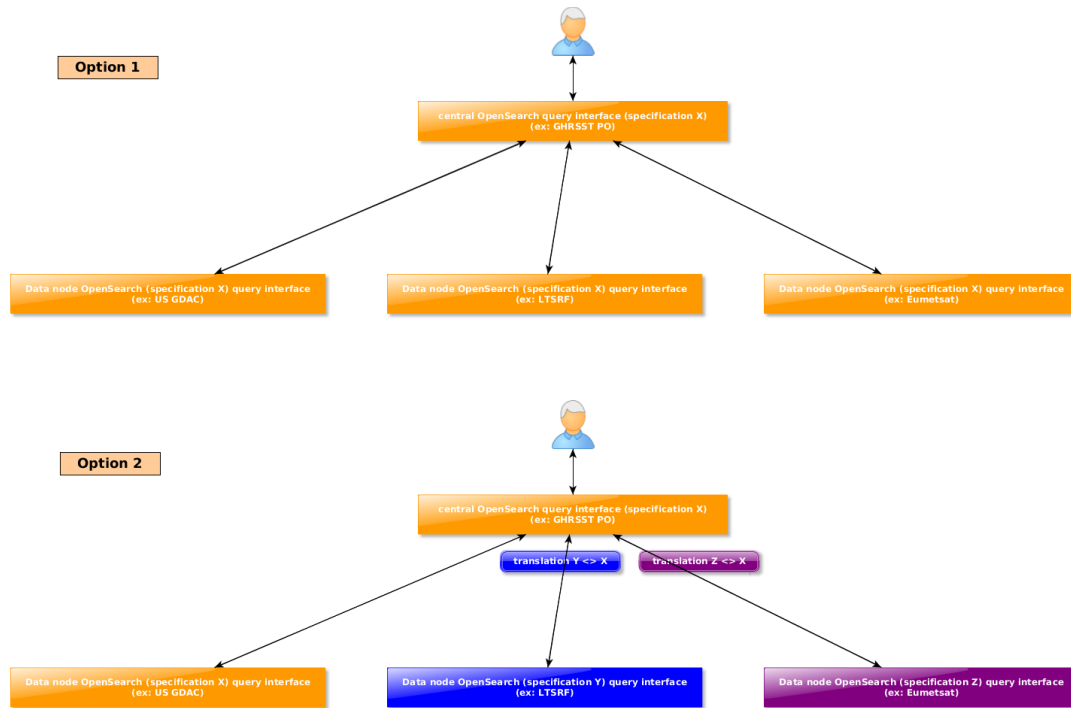 Option 1
central OpenSearch query interface (specification X)
(ex: GHRSST PO)
Data node OpenSearch (specification X) query interface
(ex: US GDAC)
Data node OpenSearch (specification X) query interface
(ex: LTSRF)
Data node OpenSearch (specification X) query interface
(ex: Eumetsat)
Option 2
central OpenSearch query interface (specification X)
(ex: GHRSST PO)
translation Y <> X
translation Z <> X
Data node OpenSearch (specification X) query interface
(ex: US GDAC)
Data node OpenSearch (specification Y) query interface
(ex: LTSRF)
Data node OpenSearch (specification Z) query interface
(ex: Eumetsat)